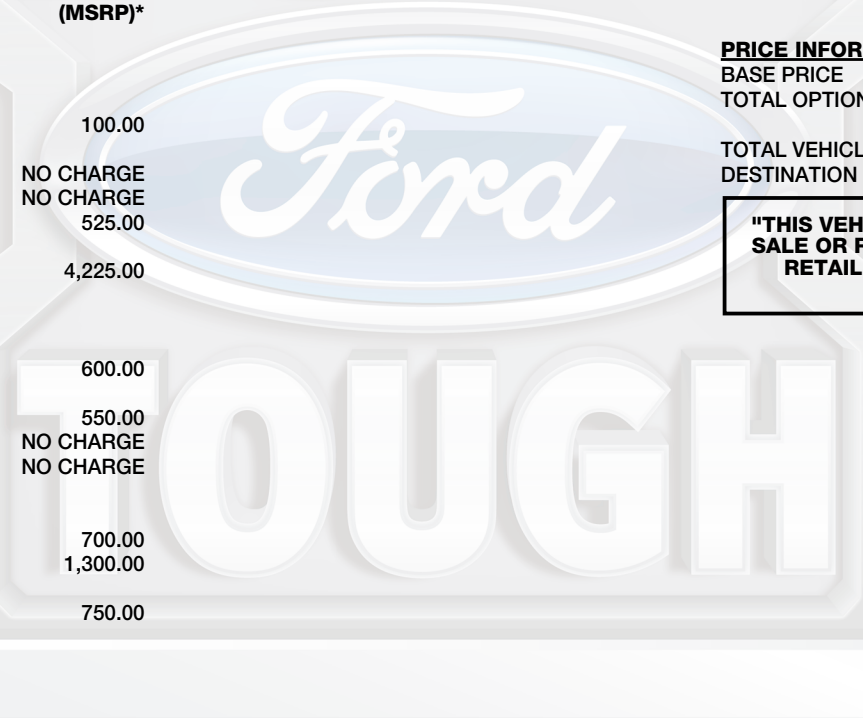 (MSRP)*
100.00
NO CHARGE
NO CHARGE
525.00
4,225.00
600.00
550.00
NO CHARGE
NO CHARGE
700.00
1,300.00
750.00
PRICE INFOR
BASE PRICE
TOTAL OPTION
TOTAL VEHICL
DESTINATION
"THIS VEH
SALE OR F
RETAIL
Ford
TOUGH